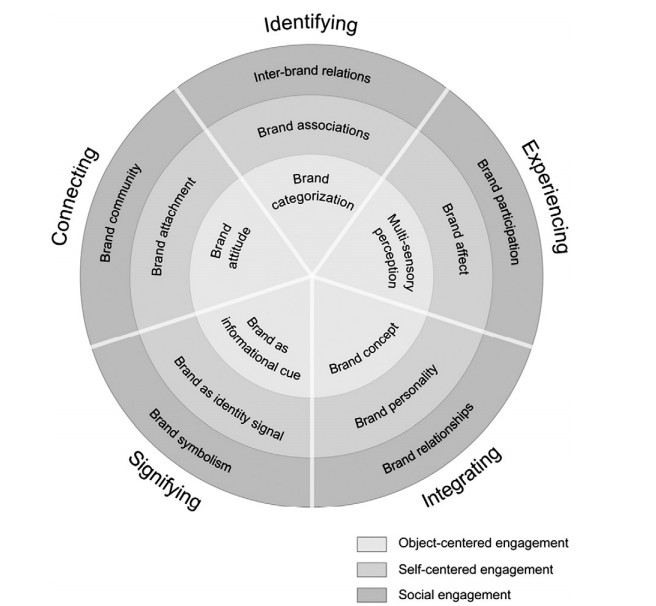 Identifying
Inter-brand relations
Brand associations
Brand
categorization
Connecting
Brand community
Brand attachment
Brand
attitude
Experiencing
Brand participation
Brand affect
Multi-sensory
perception
Brand as
informational cue
Brand as identity signal
Brand symbolism
Signifying
Brand concept
Brand personality
Brand relationships
Integrating
Object-centered engagement
Self-centered engagement
Social engagement